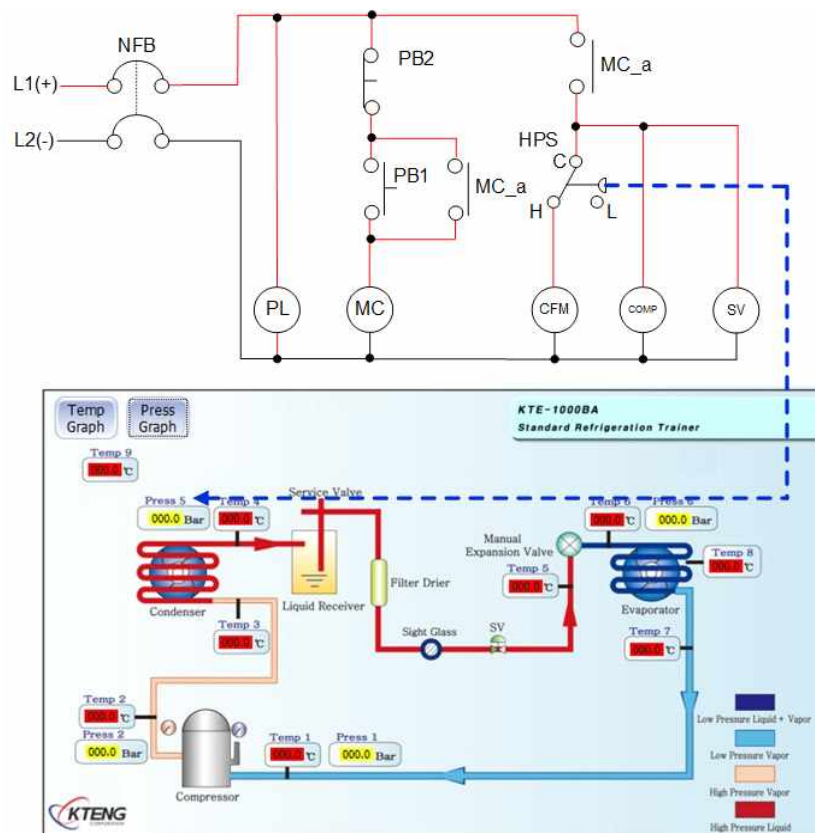 NFB
L1(+)
L2(-)
PB2
MC_a
HPS
C
PB1
MC_a
H
L
PL
MC
CFM
COMP
SV
Temp
Graph
Press
Graph
KTE-1000BA
Standard Refrigeration Trainer
Temp 9
000.0 ℃
Press 5
000.0 Bar
Temp 4
000.0 ℃
Service Valve
Temp 6
000.0 ℃
Press 6
000.0 Bar
Manual
Expansion Valve
Temp 8
000.0 ℃
Temp 5
000.0 ℃
Filter Drier
Condenser
Liquid Receiver
Evaporator
Temp 3
000.0 ℃
Sight Glass
SV
Temp 7
000.0 ℃
Temp 2
000.0 ℃
Press 2
000.0 Bar
Temp 1
000.0 ℃
Press 1
000.0 Bar
Compressor
Low Pressure Liquid + Vapor
Low Pressure Vapor
High Pressure Vapor
High Pressure Liquid
KTENG